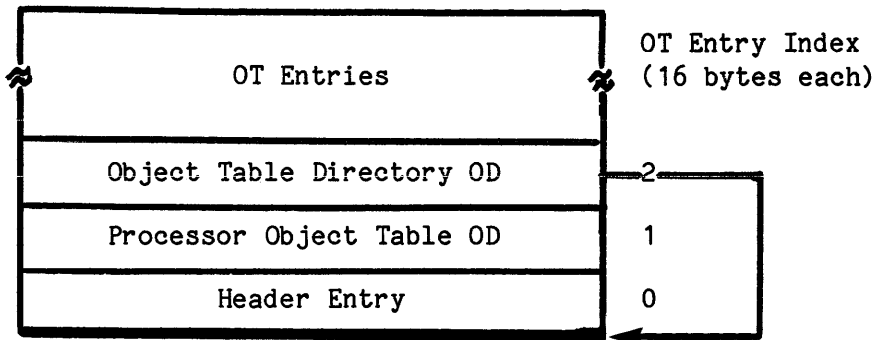 OT Entry Index
(16 bytes each)
OT Entries
Object Table Directory OD
2
Processor Object Table OD
1
Header Entry
0